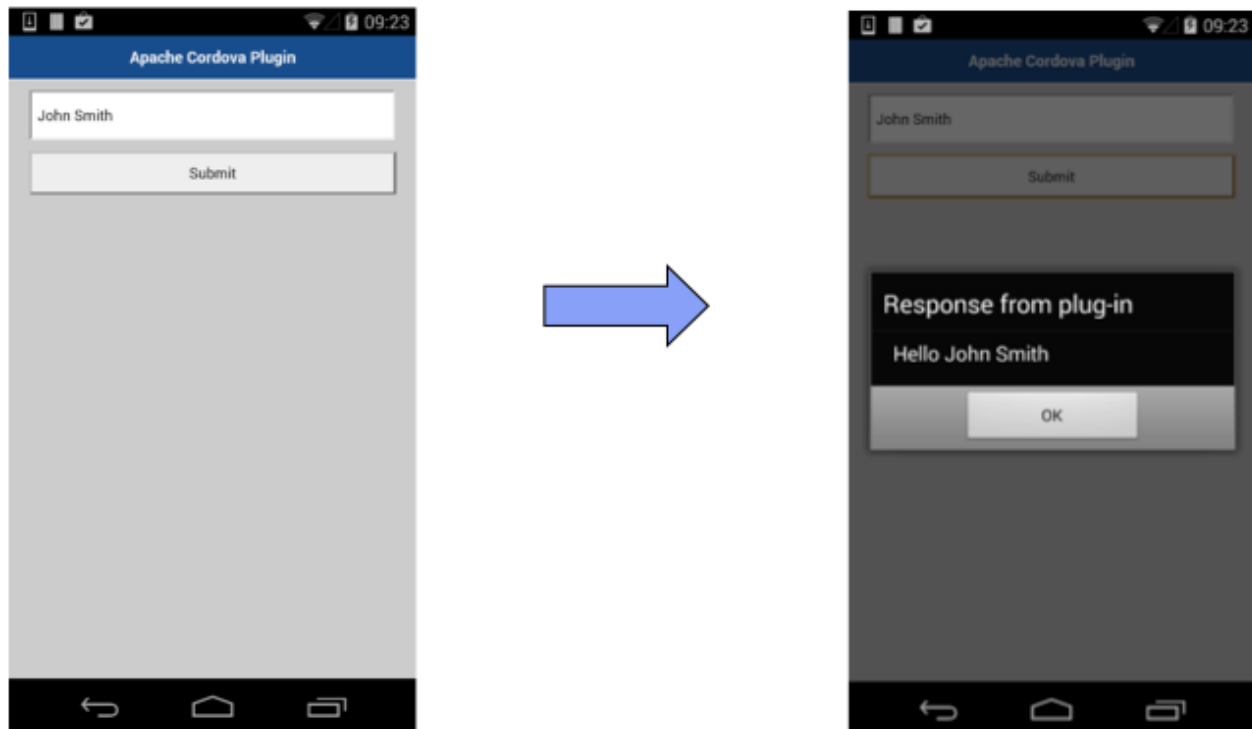 09:23
Apache Cordova Plugin
John Smith
Submit
09:23
Apache Cordova Plugin
John Smith
Submit
Response from plug-in
Hello John Smith
OK